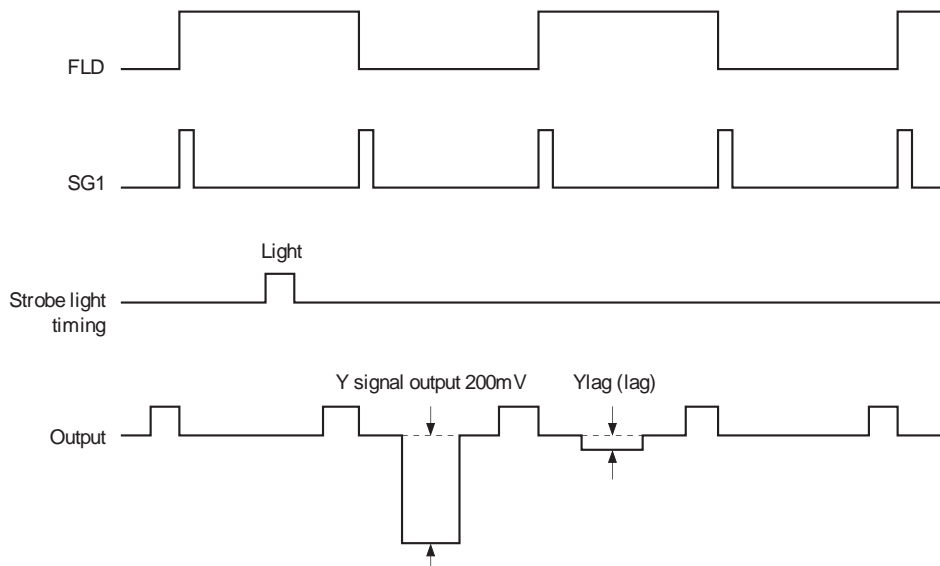 FLD
SG1
Light
Strobe light
timing
Y signal output 200mV
Ylag (lag)
Output